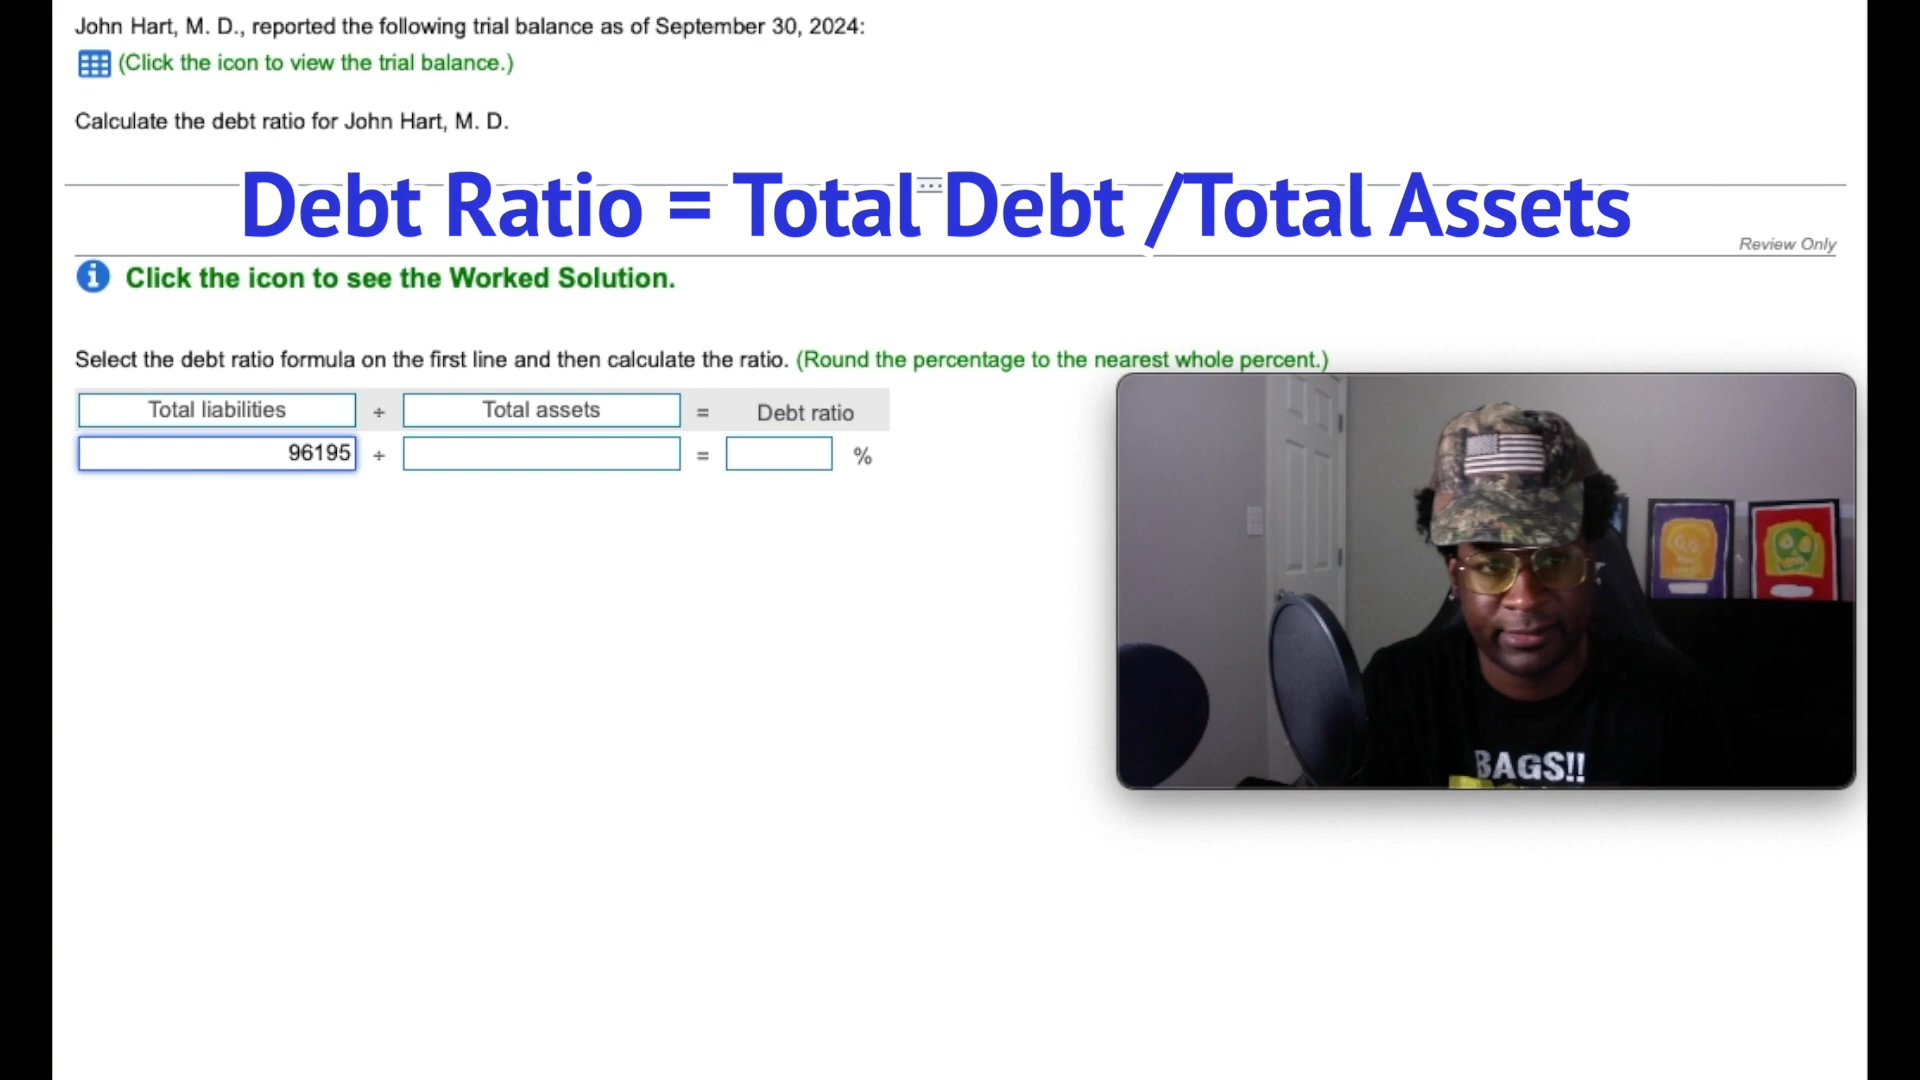 John Hart, M. D., reported the following trial balance as of September 30, 2024:
(Click the icon to view the trial balance.)
Calculate the debt ratio for John Hart, M. D.
Debt Ratio = Total Debt /Total Assets
Review Only
Click the icon to see the Worked Solution.
Select the debt ratio formula on the first line and then calculate the ratio. (Round the percentage to the nearest whole percent.)
Total liabilities ÷ Total assets = Debt ratio
96195 ÷ = %
BAGS!!